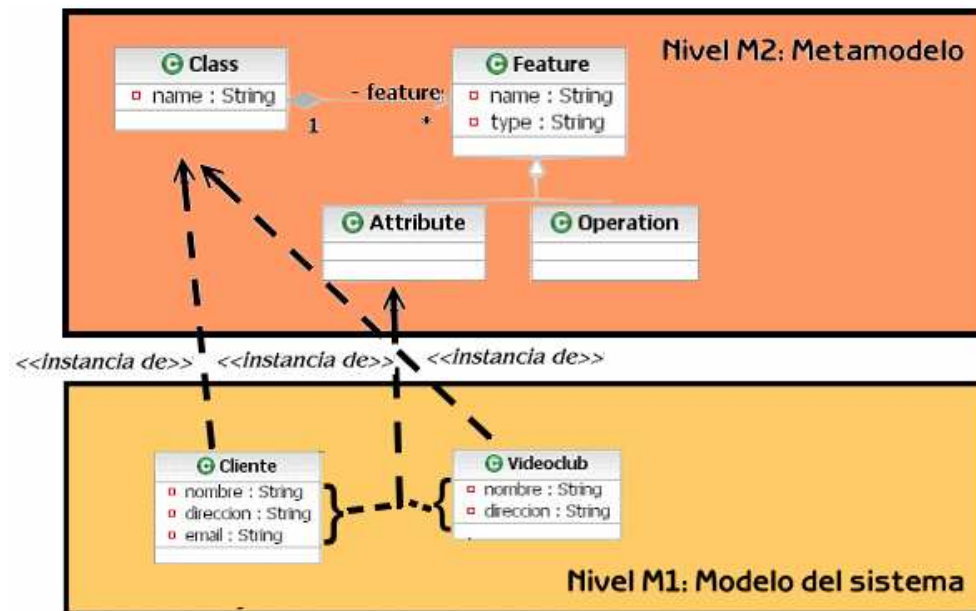 Nivel M2: Metamodelo
Class
name : String
- feature
1
*
Feature
name : String
type : String
Attribute
Operation
<<instancia de>>
<<instancia de>>
<<instancia de>>
Cliente
nombre : String
direccion : String
email : String
Videoclub
nombre : String
direccion : String
Nivel M1: Modelo del sistema